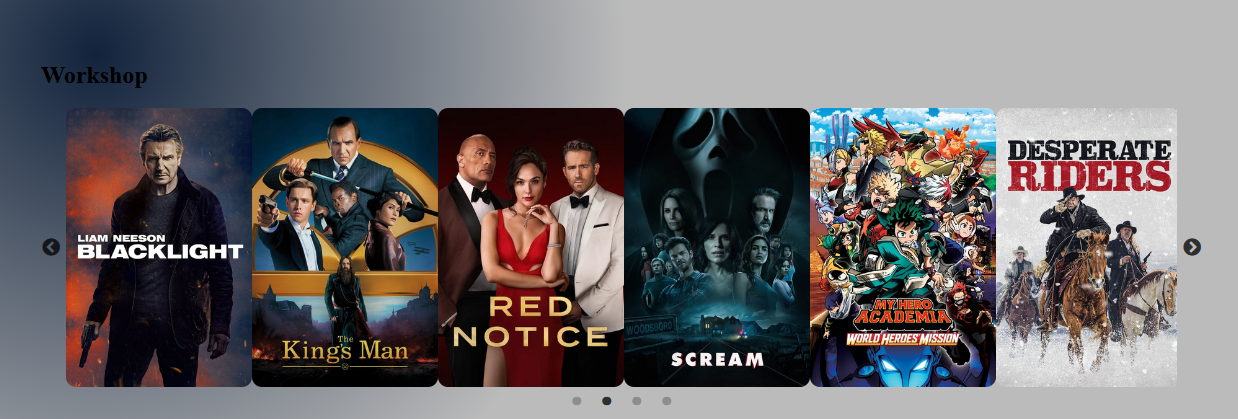 Workshop
LIAM NEESON
BLACKLIGHT
The
King's Man
RED
NOTICE
WOODSBORO
SCREAM
MY HERO
ACADEMIA
WORLD HEROES MISSION
DESPERATE
RIDERS